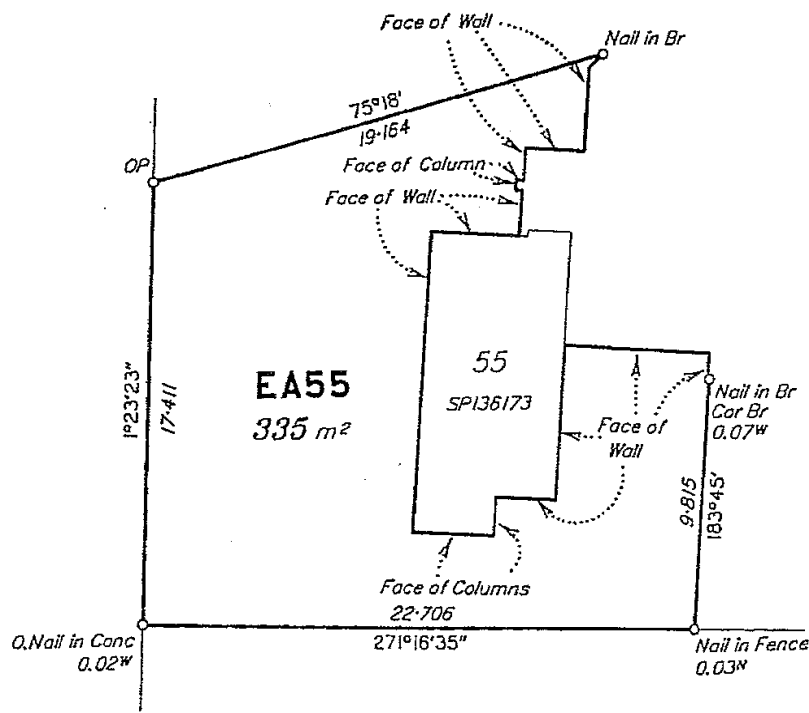 Face of Wall
Nail in Br
75°18'
19·164
OP
Face of Column
Face of Wall
1°23'23"
17·411
EA55
335 m²
55
SP136173
Nail in Br
Cor Br
0.07ᵂ
Face of
Wall
9·815
183°45'
Face of Columns
22·706
271°16'35"
O.Nail in Conc
0.02ᵂ
Nail in Fence
0.03ᴺ